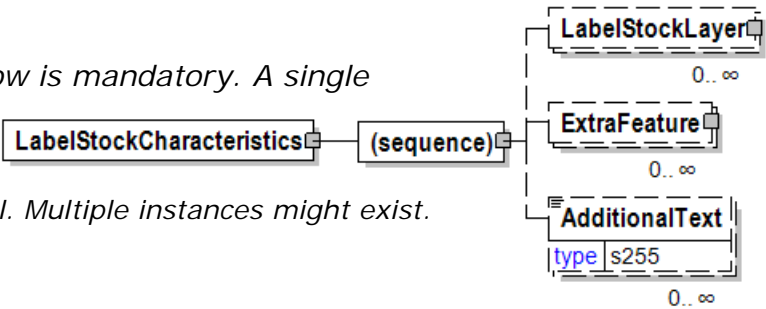 LabelStockLayer
0.. ∞
ow is mandatory. A single
ExtraFeature
LabelStockCharacteristics (sequence)
0.. ∞
l. Multiple instances might exist.
AdditionalText
type s255
0.. ∞